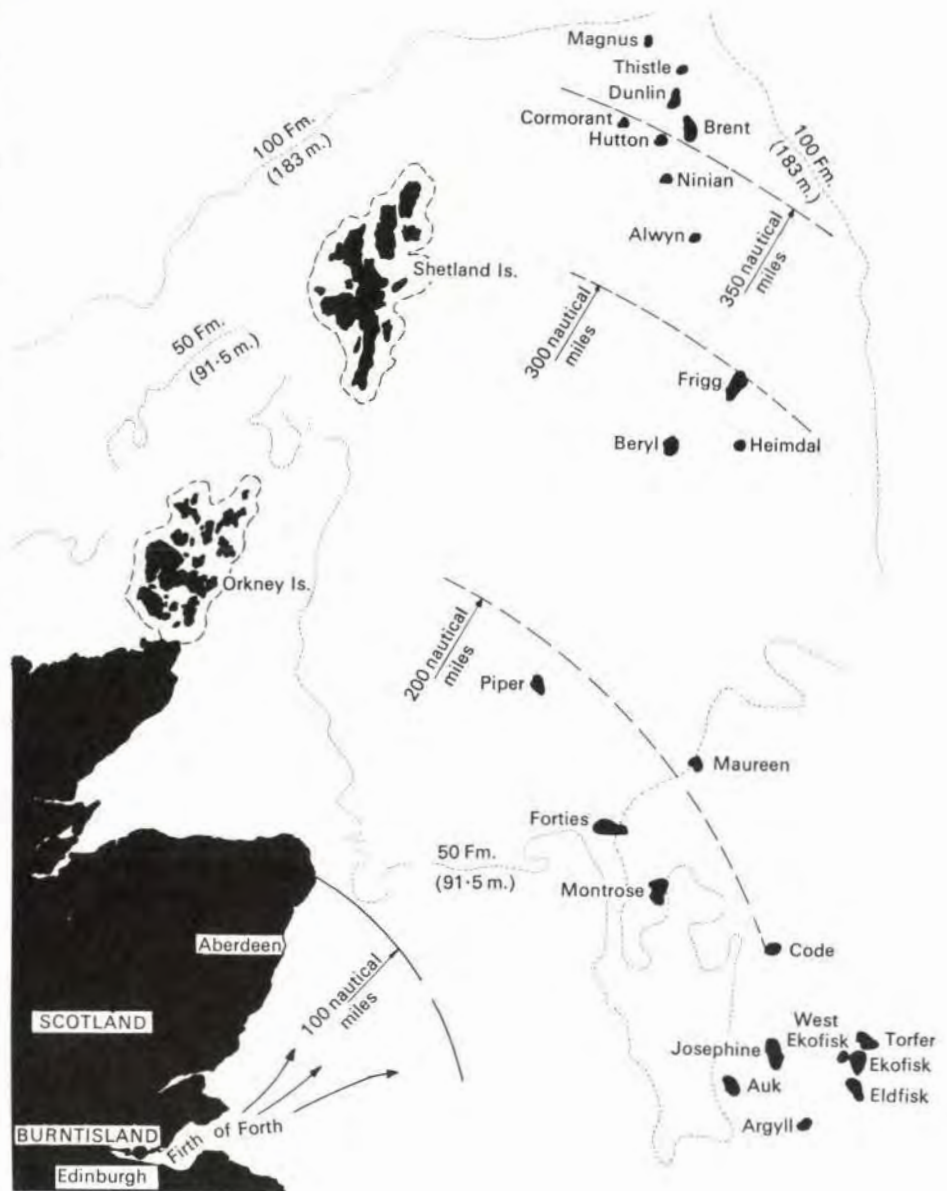 Magnus
Thistle
Dunlin
Cormorant
Brent
Hutton
100 Fm.
(183 m.)
100 Fm.
(183 m.)
Ninian
Alwyn
350 nautical
miles
Shetland Is.
50 Fm.
(91·5 m.)
300 nautical
miles
Frigg
Beryl
Heimdal
Orkney Is.
200 nautical
miles
Piper
Maureen
Forties
50 Fm.
(91·5 m.)
Montrose
Aberdeen
Code
100 nautical
miles
SCOTLAND
West
Ekofisk
Torfer
Josephine
Ekofisk
Auk
Eldfisk
Argyll
BURNTISLAND
Firth of Forth
Edinburgh